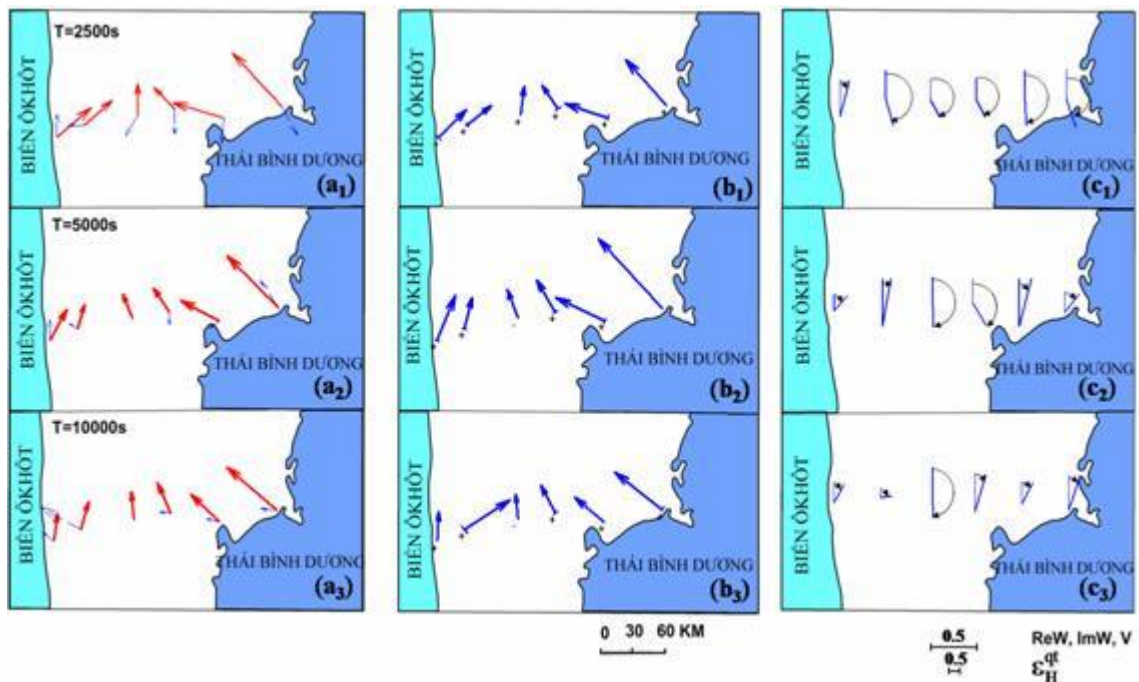 T=2500s
BIỂN ÔKHÔT
THÁI BÌNH DƯƠNG
(a₁)
BIỂN ÔKHÔT
THÁI BÌNH DƯƠNG
(b₁)
BIỂN ÔKHÔT
THÁI BÌNH DƯƠNG
(c₁)
T=5000s
BIỂN ÔKHÔT
THÁI BÌNH DƯƠNG
(a₂)
BIỂN ÔKHÔT
THÁI BÌNH DƯƠNG
(b₂)
BIỂN ÔKHÔT
THÁI BÌNH DƯƠNG
(c₂)
T=10000s
BIỂN ÔKHÔT
THÁI BÌNH DƯƠNG
(a₃)
BIỂN ÔKHÔT
THÁI BÌNH DƯƠNG
(b₃)
BIỂN ÔKHÔT
THÁI BÌNH DƯƠNG
(c₃)
0 30 60 KM
0.5 ReW, ImW, V
0.5 ε_H^qt